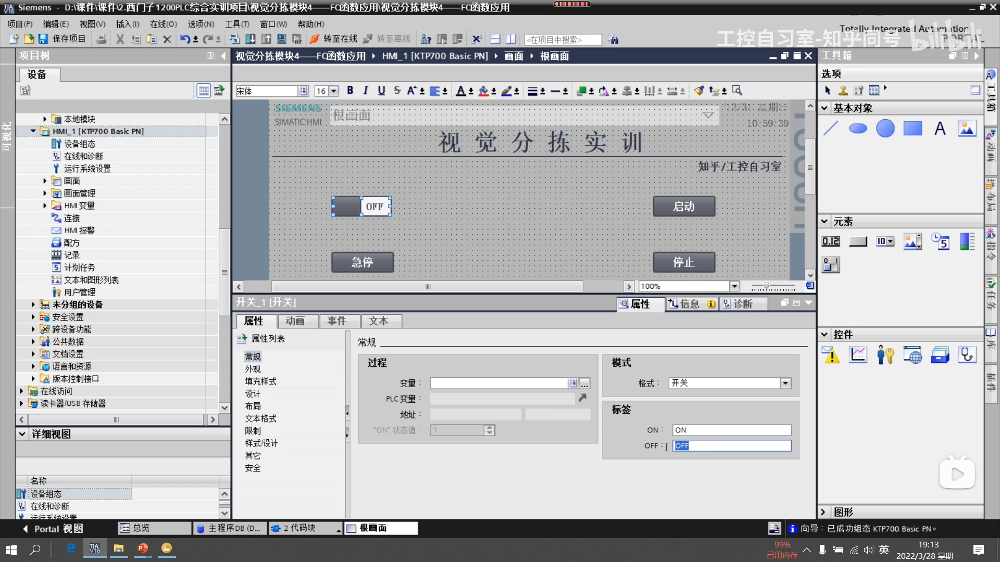 Siemens - D:\课件\课件\2.西门子1200PLC综合实训项目\视觉分拣模块4——FC函数应用\视觉分拣模块4——FC函数应用
项目(P) 编辑(E) 视图(V) 插入(I) 在线(O) 选项(N) 工具(T) 窗口(W) 帮助(H)
Totally Integrated Automation
PORTAL
工控自习室-知乎同号
bilibili
保存项目 转至在线 转至离线 <在项目中搜索>
项目树
视觉分拣模块4——FC函数应用 HMI_1 [KTP700 Basic PN] 画面 根画面
工具箱
设备
选项
宋体 16
可视化
本地模块
HMI_1 [KTP700 Basic PN]
设备组态
在线和诊断
运行系统设置
画面
画面管理
HMI 变量
连接
HMI 报警
配方
记录
计划任务
文本和图形列表
用户管理
未分组的设备
安全设置
跨设备功能
公共数据
文档设置
语言和资源
版本控制接口
在线访问
读卡器/USB 存储器
详细视图
名称
设备组态
在线和诊断
运行系统设置
SIEMENS
SIMATIC HMI
根画面
/12/31 星期日
10:59:39
视觉分拣实训
知乎/工控自习室
OFF
启动
急停
停止
100%
开关_1 [开关]
属性 信息 诊断
属性 动画 事件 文本
属性列表
常规
外观
填充样式
设计
布局
文本格式
限制
样式/设计
其它
安全
常规
过程
变量：
PLC 变量：
地址：
"ON" 状态值： 1
模式
格式： 开关
标签
ON： ON
OFF： OFF
基本对象
元素
控件
图形
工具箱
动画
布局
指令
任务
库
插件
Portal 视图 总览 主程序DB (D... 2 代码块 根画面
向导：已成功组态 KTP700 Basic PN。
99%
已用内存
英
19:13
2022/3/28 星期一